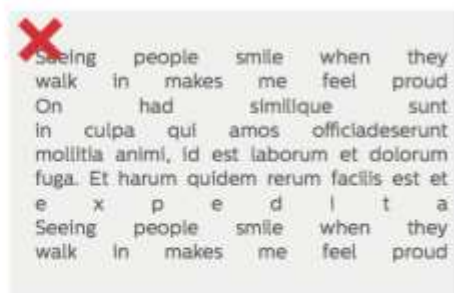 Seeing people smile when they
walk in makes me feel proud
On had similique sunt
in culpa qui amos officiadeserunt
mollitia animi, id est laborum et dolorum
fuga. Et harum quidem rerum facilis est et
e x p e d i t a
Seeing people smile when they
walk in makes me feel proud